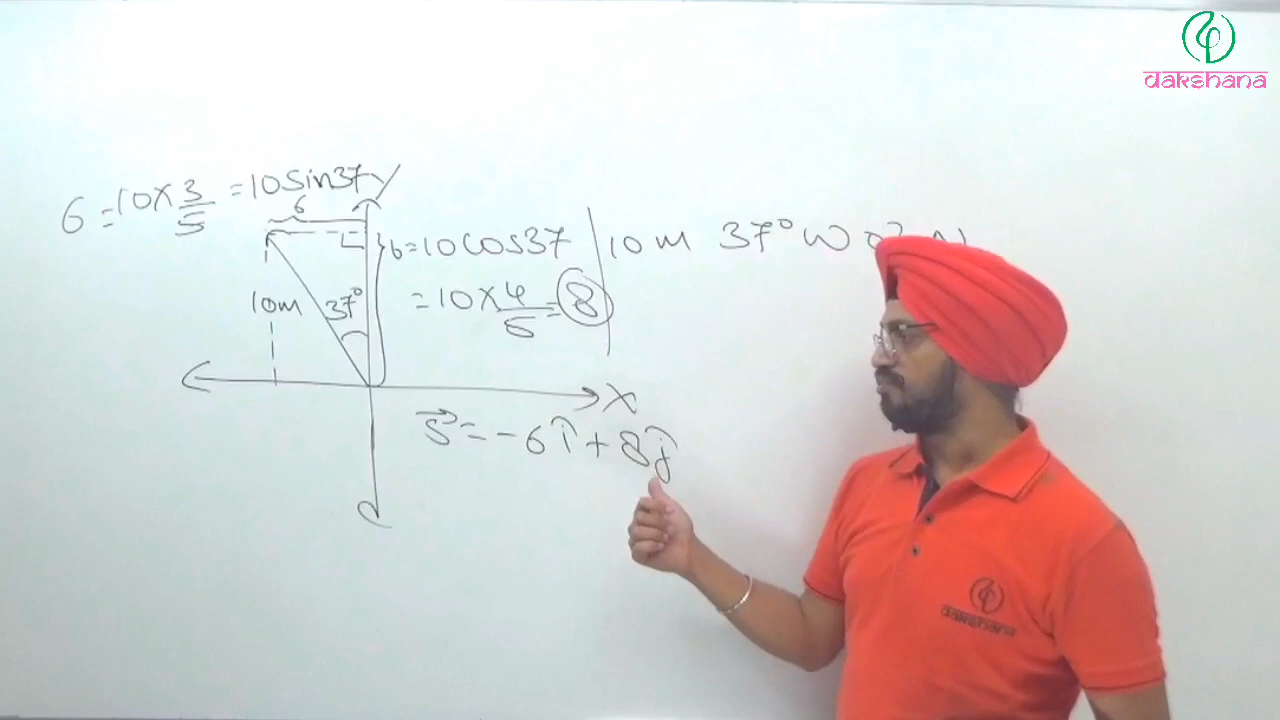 dakshana
6 = 10 × 3/5 = 10 sin37
y
6
b = 10 cos37
10 m 37° W of N
10m
37°
= 10 × 4/5 = 8
x
s⃗ = -6î + 8ĵ
dakshana